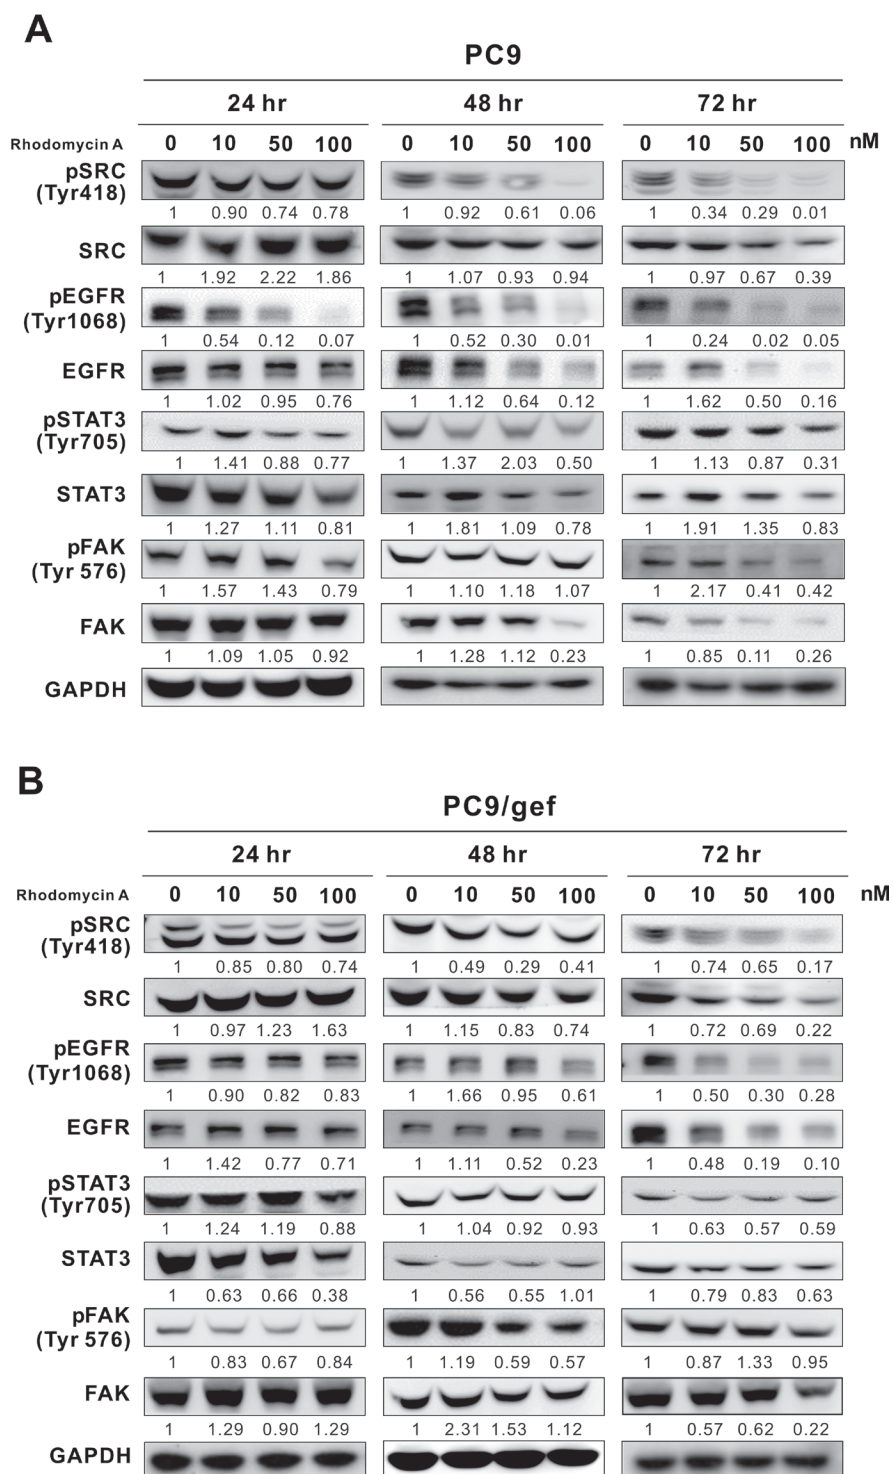 A
PC9
24 hr 48 hr 72 hr
Rhodomycin A 0 10 50 100 0 10 50 100 0 10 50 100 nM
pSRC
(Tyr418)
1 0.90 0.74 0.78 1 0.92 0.61 0.06 1 0.34 0.29 0.01
SRC
1 1.92 2.22 1.86 1 1.07 0.93 0.94 1 0.97 0.67 0.39
pEGFR
(Tyr1068)
1 0.54 0.12 0.07 1 0.52 0.30 0.01 1 0.24 0.02 0.05
EGFR
1 1.02 0.95 0.76 1 1.12 0.64 0.12 1 1.62 0.50 0.16
pSTAT3
(Tyr705)
1 1.41 0.88 0.77 1 1.37 2.03 0.50 1 1.13 0.87 0.31
STAT3
1 1.27 1.11 0.81 1 1.81 1.09 0.78 1 1.91 1.35 0.83
pFAK
(Tyr 576)
1 1.57 1.43 0.79 1 1.10 1.18 1.07 1 2.17 0.41 0.42
FAK
1 1.09 1.05 0.92 1 1.28 1.12 0.23 1 0.85 0.11 0.26
GAPDH
B
PC9/gef
24 hr 48 hr 72 hr
Rhodomycin A 0 10 50 100 0 10 50 100 0 10 50 100 nM
pSRC
(Tyr418)
1 0.85 0.80 0.74 1 0.49 0.29 0.41 1 0.74 0.65 0.17
SRC
1 0.97 1.23 1.63 1 1.15 0.83 0.74 1 0.72 0.69 0.22
pEGFR
(Tyr1068)
1 0.90 0.82 0.83 1 1.66 0.95 0.61 1 0.50 0.30 0.28
EGFR
1 1.42 0.77 0.71 1 1.11 0.52 0.23 1 0.48 0.19 0.10
pSTAT3
(Tyr705)
1 1.24 1.19 0.88 1 1.04 0.92 0.93 1 0.63 0.57 0.59
STAT3
1 0.63 0.66 0.38 1 0.56 0.55 1.01 1 0.79 0.83 0.63
pFAK
(Tyr 576)
1 0.83 0.67 0.84 1 1.19 0.59 0.57 1 0.87 1.33 0.95
FAK
1 1.29 0.90 1.29 1 2.31 1.53 1.12 1 0.57 0.62 0.22
GAPDH